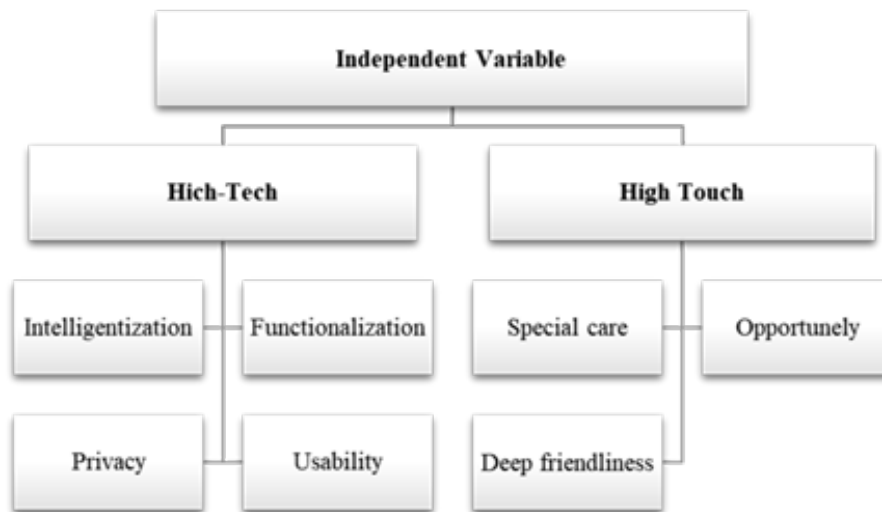 Independent Variable
Hich-Tech
High Touch
Intelligentization
Functionalization
Special care
Opportunely
Privacy
Usability
Deep friendliness